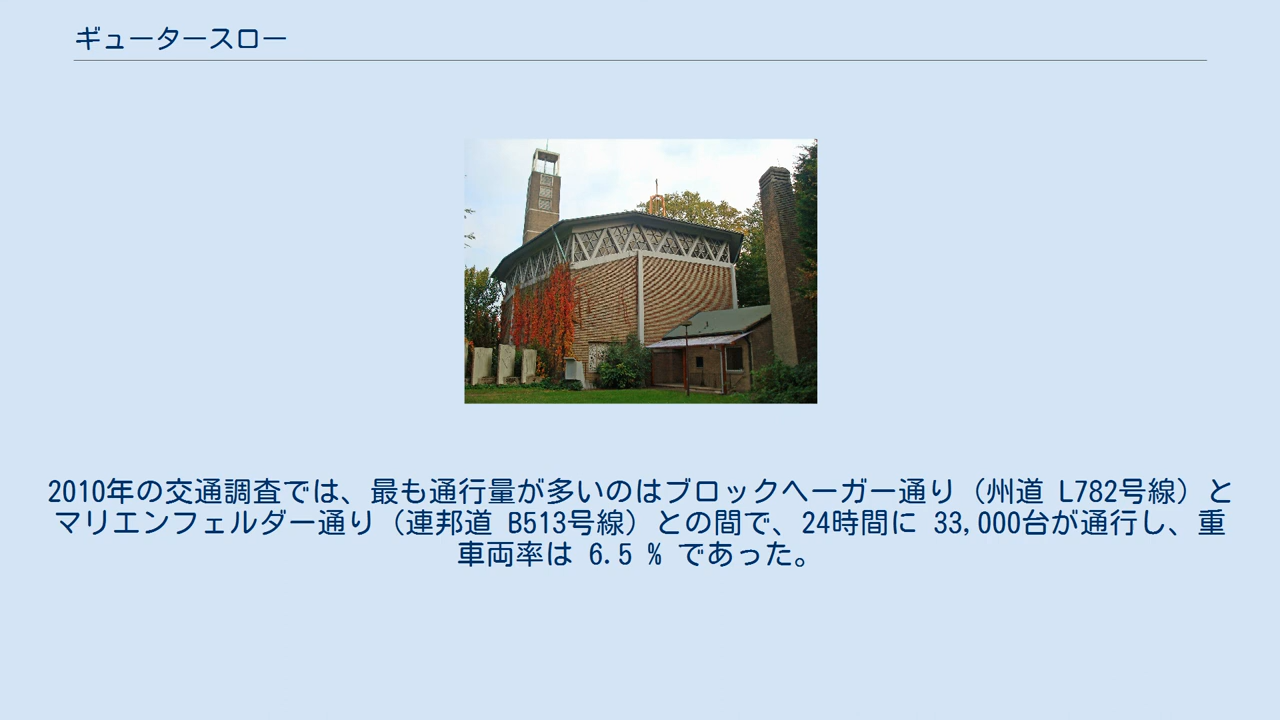 ギュータースロー
2010年の交通調査では、最も通行量が多いのはブロックヘーガー通り（州道 L782号線）と
マリエンフェルダー通り（連邦道 B513号線）との間で、24時間に 33,000台が通行し、重
車両率は 6.5 % であった。